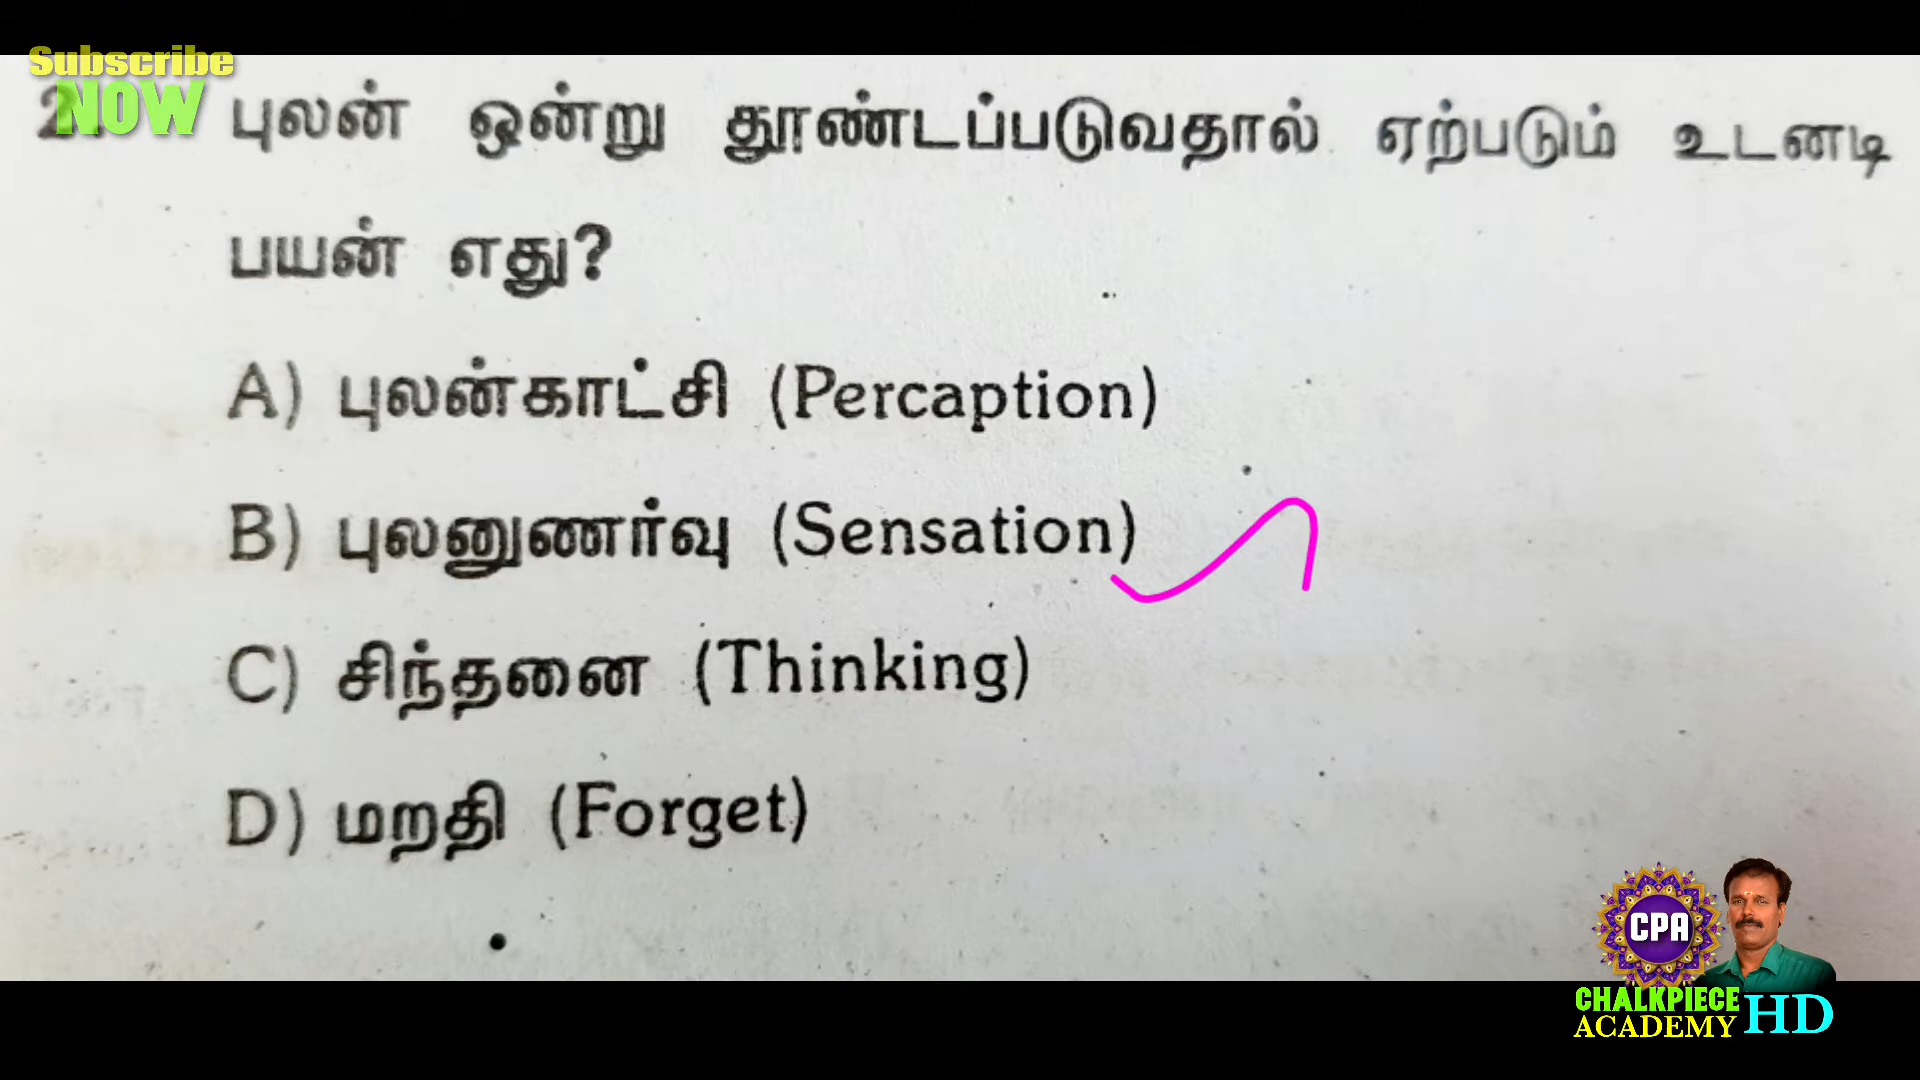 Subscribe
NOW
புலன் ஒன்று தூண்டப்படுவதால் ஏற்படும் உடனடி
பயன் எது?
A) புலன்காட்சி (Percaption)
B) புலனுணர்வு (Sensation)
C) சிந்தனை (Thinking)
D) மறதி (Forget)
CPA
CHALKPIECE
ACADEMY HD